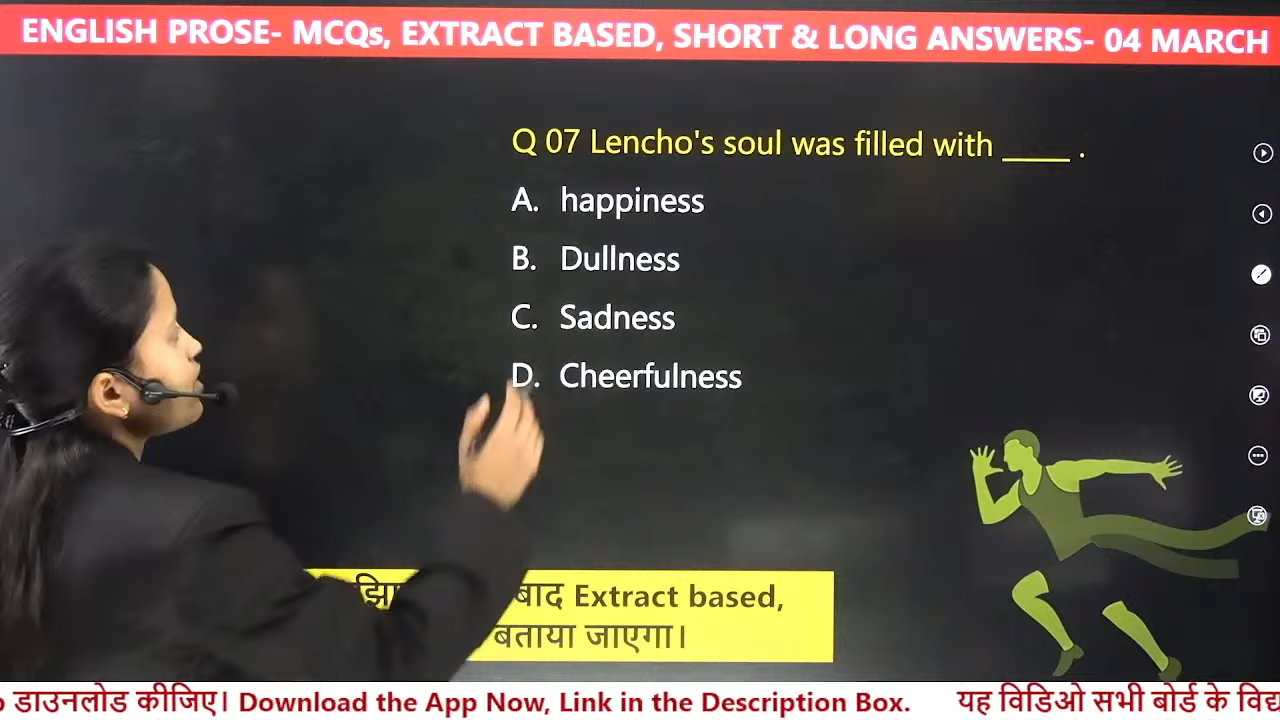 ENGLISH PROSE- MCQs, EXTRACT BASED, SHORT & LONG ANSWERS- 04 MARCH
Q 07 Lencho's soul was filled with ____ .
A. happiness
B. Dullness
C. Sadness
D. Cheerfulness
बाद Extract based,
बताया जाएगा।
डाउनलोड कीजिए। Download the App Now, Link in the Description Box. यह विडिओ सभी बोर्ड के